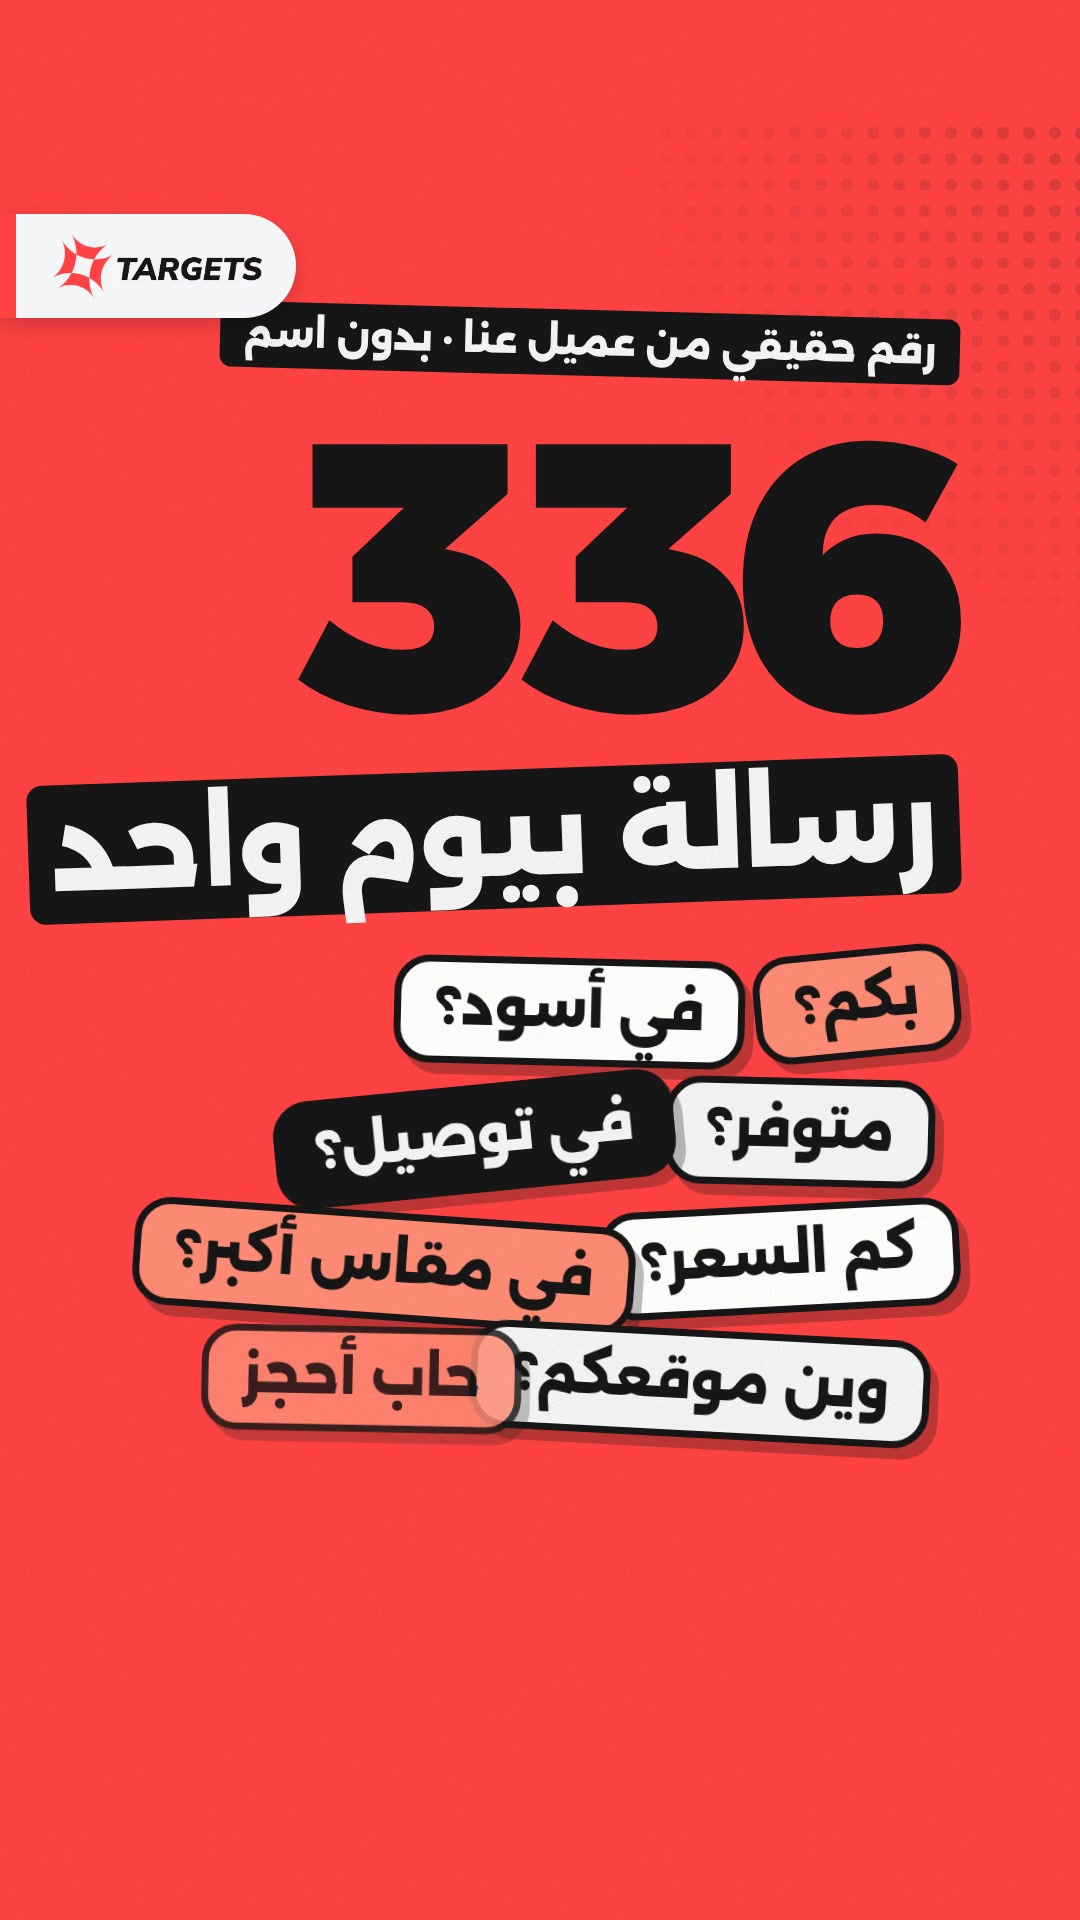 TARGETS
رقم حقيقي من عميل عنا · بدون اسم
336
رسالة بيوم واحد
بكم؟
في أسود؟
متوفر؟
في توصيل؟
كم السعر؟
في مقاس أكبر؟
وين موقعكم؟
حاب أحجز